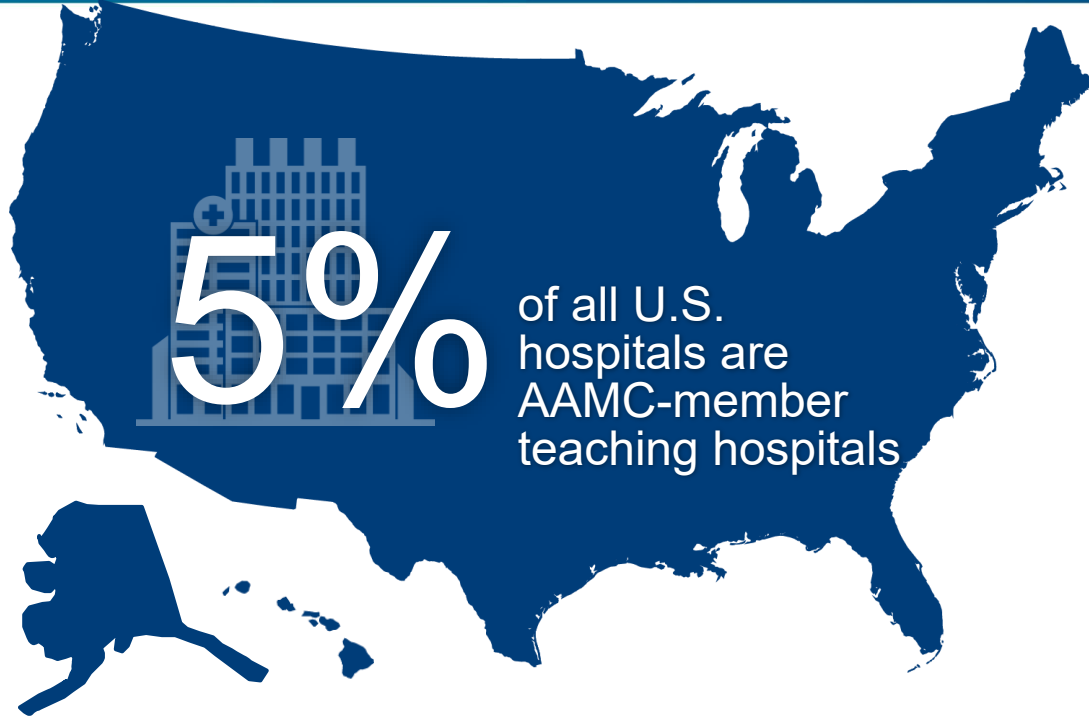 5%
of all U.S.
hospitals are
AAMC-member
teaching hospitals